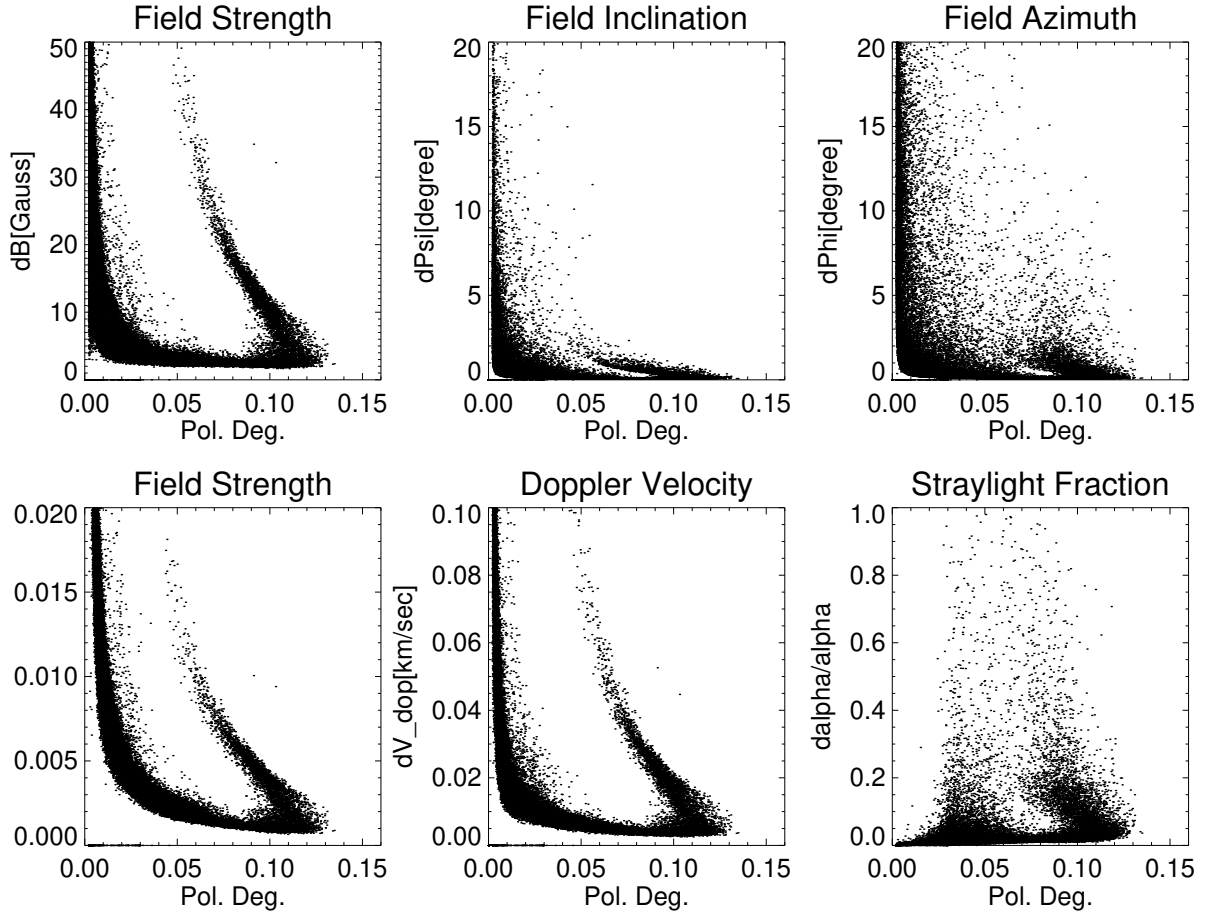 Field Strength
Field Inclination
Field Azimuth
dB[Gauss]
50
40
30
20
10
0
0.00 0.05 0.10 0.15
Pol. Deg.
dPsi[degree]
20
15
10
5
0
0.00 0.05 0.10 0.15
Pol. Deg.
dPhi[degree]
20
15
10
5
0
0.00 0.05 0.10 0.15
Pol. Deg.
Field Strength
Doppler Velocity
Straylight Fraction
0.020
0.015
0.010
0.005
0.000
0.00 0.05 0.10 0.15
Pol. Deg.
dV_dop[km/sec]
0.10
0.08
0.06
0.04
0.02
0.00
0.00 0.05 0.10 0.15
Pol. Deg.
dalpha/alpha
1.0
0.8
0.6
0.4
0.2
0.0
0.00 0.05 0.10 0.15
Pol. Deg.